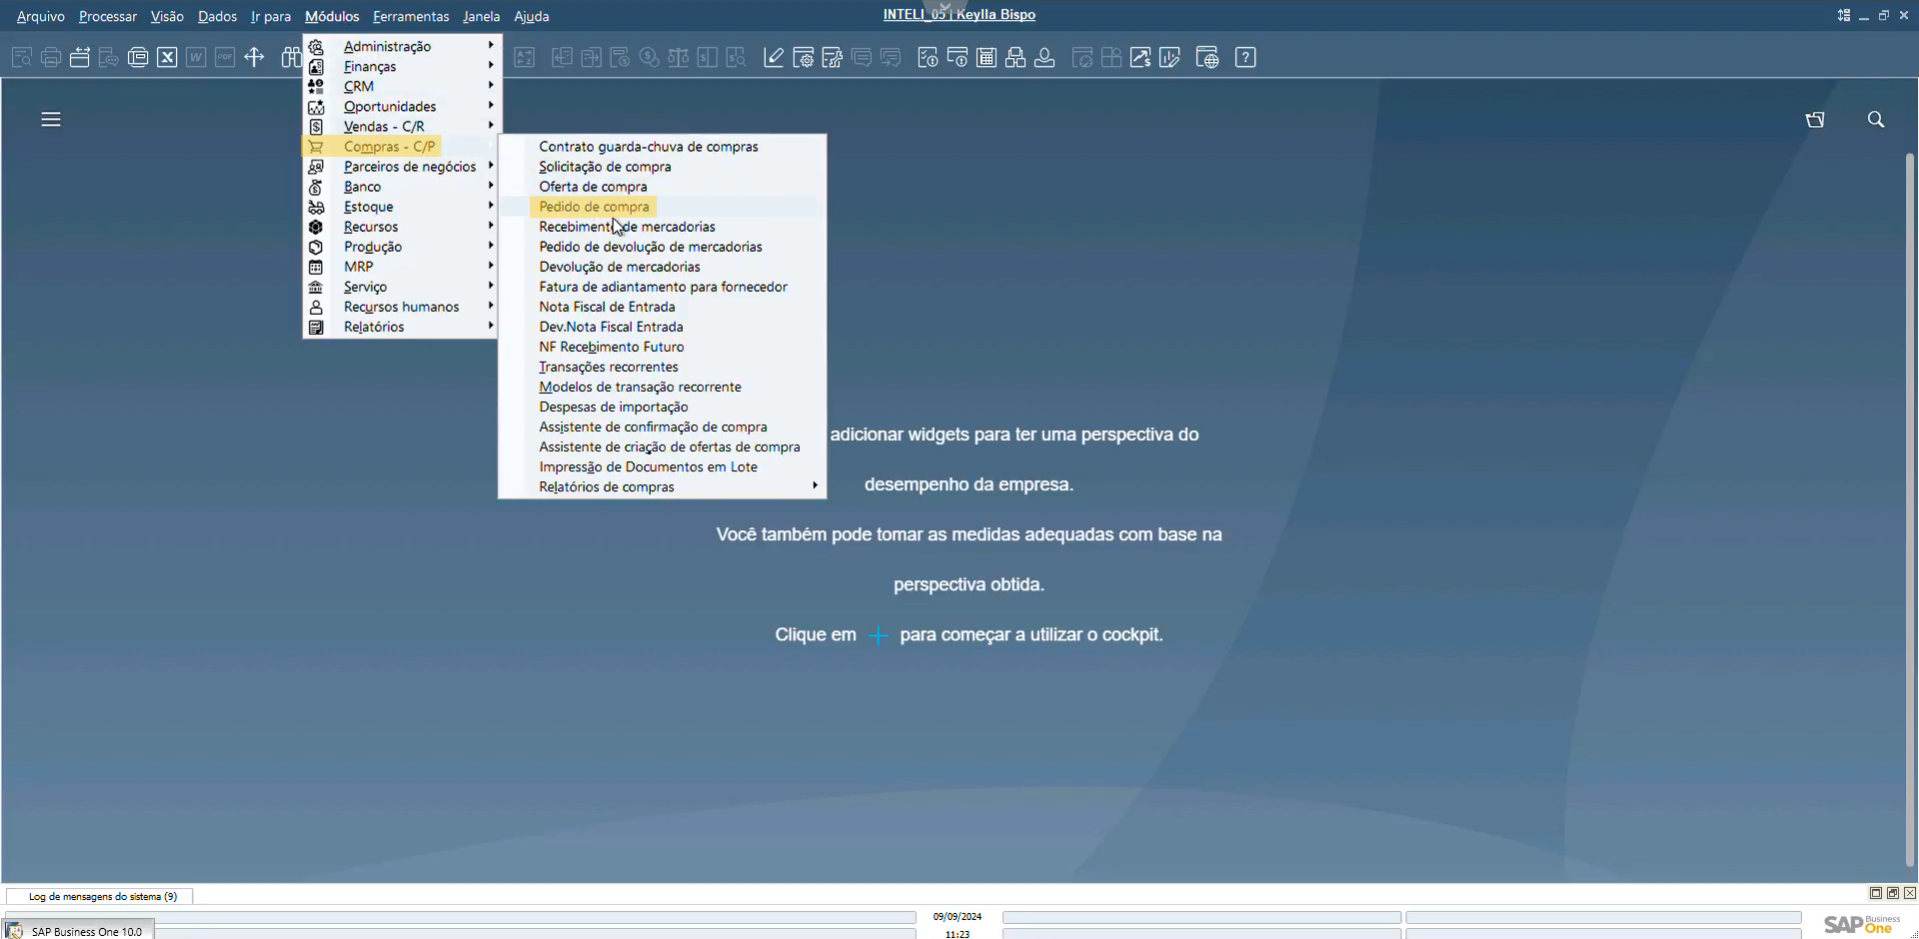 Arquivo Processar Visão Dados Ir para Módulos Ferramentas Janela Ajuda
INTELI_05 | Keylla Bispo
Administração
Finanças
CRM
Oportunidades
Vendas - C/R
Compras - C/P
Parceiros de negócios
Banco
Estoque
Recursos
Produção
MRP
Serviço
Recursos humanos
Relatórios
Contrato guarda-chuva de compras
Solicitação de compra
Oferta de compra
Pedido de compra
Recebimento de mercadorias
Pedido de devolução de mercadorias
Devolução de mercadorias
Fatura de adiantamento para fornecedor
Nota Fiscal de Entrada
Dev.Nota Fiscal Entrada
NF Recebimento Futuro
Transações recorrentes
Modelos de transação recorrente
Despesas de importação
Assistente de confirmação de compra
Assistente de criação de ofertas de compra
Impressão de Documentos em Lote
Relatórios de compras
adicionar widgets para ter uma perspectiva do
desempenho da empresa.
Você também pode tomar as medidas adequadas com base na
perspectiva obtida.
Clique em + para começar a utilizar o cockpit.
Log de mensagens do sistema (9)
09/09/2024
11:23
SAP Business One 10.0
SAP Business One